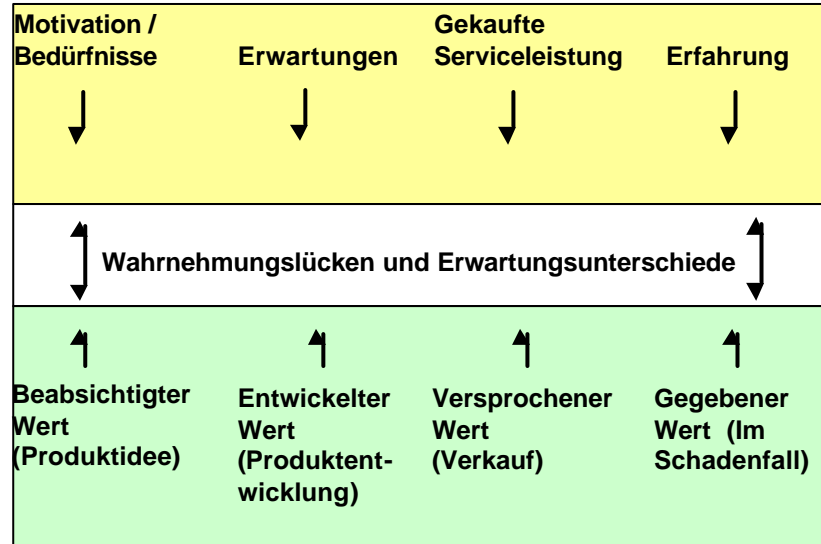 Motivation /
Bedürfnisse
Erwartungen
Gekaufte
Serviceleistung
Erfahrung
Wahrnehmungslücken und Erwartungsunterschiede
Beabsichtigter
Wert
(Produktidee)
Entwickelter
Wert
(Produktent-
wicklung)
Versprochener
Wert
(Verkauf)
Gegebener
Wert (Im
Schadenfall)